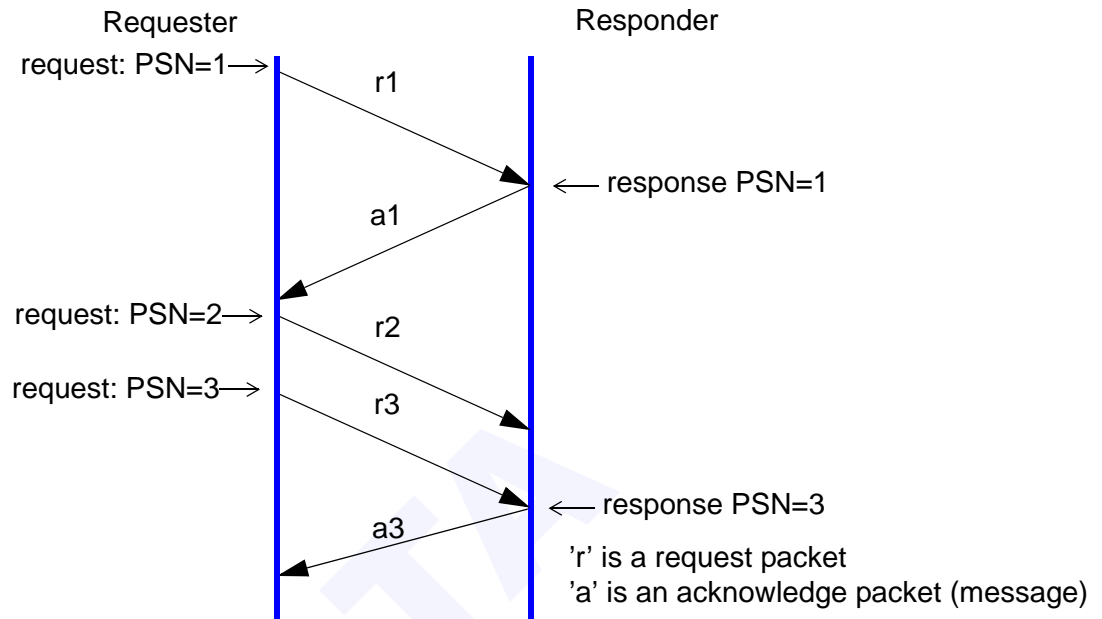 Requester
Responder
request: PSN=1
r1
response PSN=1
a1
request: PSN=2
r2
request: PSN=3
r3
response PSN=3
a3
’r’ is a request packet
’a’ is an acknowledge packet (message)
TA